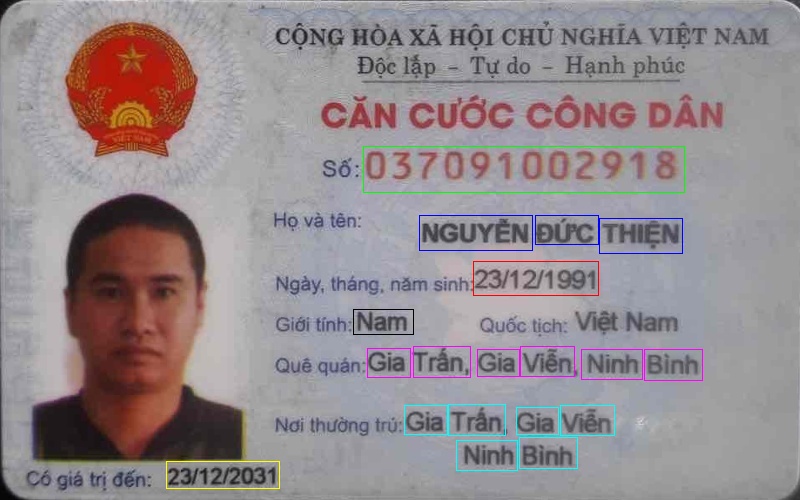 CỘNG HÒA XÃ HỘI CHỦ NGHĨA VIỆT NAM
Độc lập - Tự do - Hạnh phúc
CĂN CƯỚC CÔNG DÂN
Số: 037091002918
Họ và tên: NGUYỄN ĐỨC THIỆN
Ngày, tháng, năm sinh: 23/12/1991
Giới tính: Nam Quốc tịch: Việt Nam
Quê quán: Gia Trấn, Gia Viễn, Ninh Bình
Nơi thường trú: Gia Trấn, Gia Viễn
Ninh Bình
Có giá trị đến: 23/12/2031